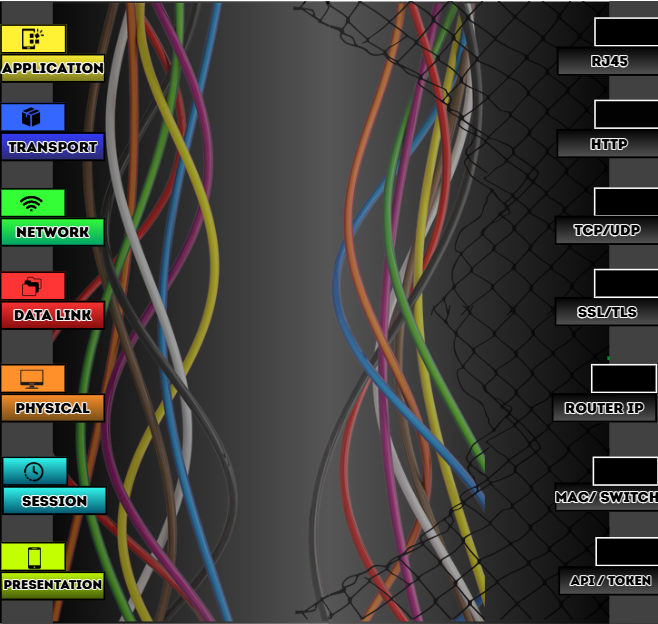 APPLICATION
TRANSPORT
NETWORK
DATA LINK
PHYSICAL
SESSION
PRESENTATION
RJ45
HTTP
TCP/UDP
SSL/TLS
ROUTER IP
MAC/ SWITCH
API / TOKEN